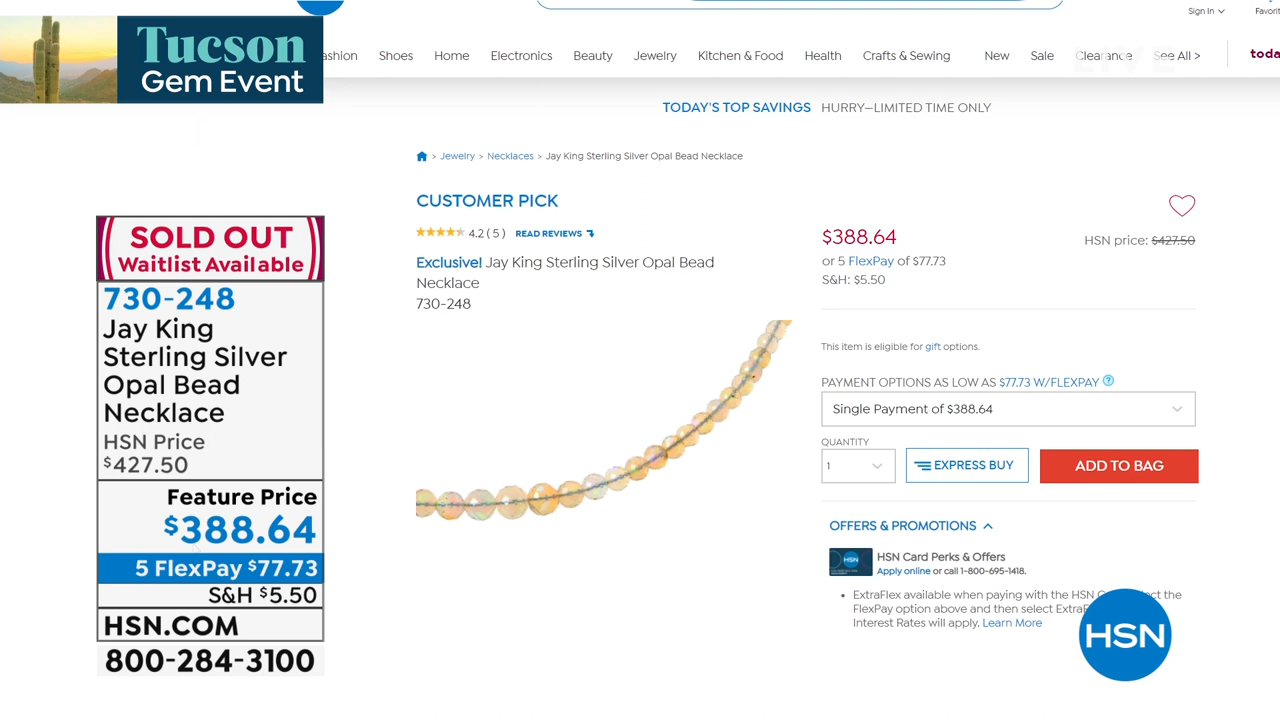 Tucson
Gem Event
Sign In
ashion Shoes Home Electronics Beauty Jewelry Kitchen & Food Health Crafts & Sewing New Sale Clearance See All >
TODAY'S TOP SAVINGS HURRY—LIMITED TIME ONLY
> Jewelry > Necklaces > Jay King Sterling Silver Opal Bead Necklace
SOLD OUT
Waitlist Available
730-248
Jay King
Sterling Silver
Opal Bead
Necklace
HSN Price
$427.50
Feature Price
$388.64
5 FlexPay $77.73
S&H $5.50
HSN.COM
800-284-3100
CUSTOMER PICK
4.2 ( 5 ) READ REVIEWS
Exclusive! Jay King Sterling Silver Opal Bead
Necklace
730-248
$388.64 HSN price: $427.50
or 5 FlexPay of $77.73
S&H: $5.50
This item is eligible for gift options.
PAYMENT OPTIONS AS LOW AS $77.73 W/FLEXPAY ?
Single Payment of $388.64
QUANTITY
1 EXPRESS BUY ADD TO BAG
OFFERS & PROMOTIONS
HSN HSN Card Perks & Offers
Apply online or call 1-800-695-1418.
• ExtraFlex available when paying with the HSN the
FlexPay option above and then select
Interest Rates will apply. Learn More
HSN